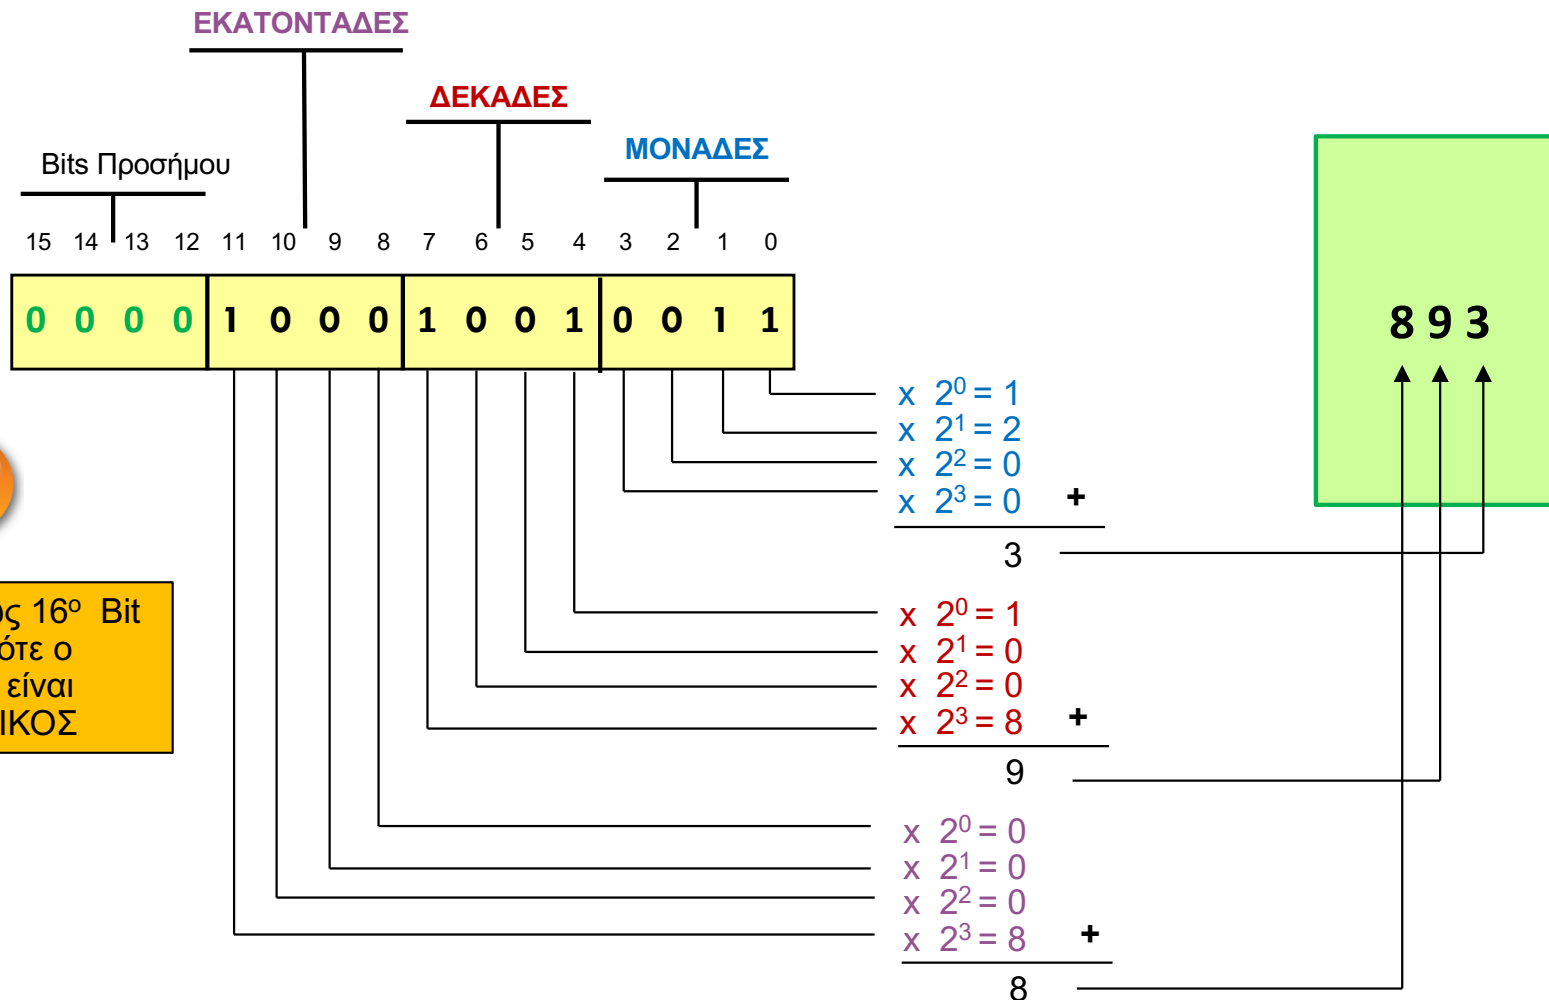 ΕΚΑΤΟΝΤΑΔΕΣ
ΔΕΚΑΔΕΣ
ΜΟΝΑΔΕΣ
Bits Προσήμου
15 14 13 12 11 10 9 8 7 6 5 4 3 2 1 0
0 0 0 0 1 0 0 0 1 0 0 1 0 0 1 1
8 9 3
x 2⁰ = 1
x 2¹ = 2
x 2² = 0
x 2³ = 0 +
3
x 2⁰ = 1
x 2¹ = 0
x 2² = 0
x 2³ = 8 +
9
x 2⁰ = 0
x 2¹ = 0
x 2² = 0
x 2³ = 8 +
8
16º Bit
ο
είναι